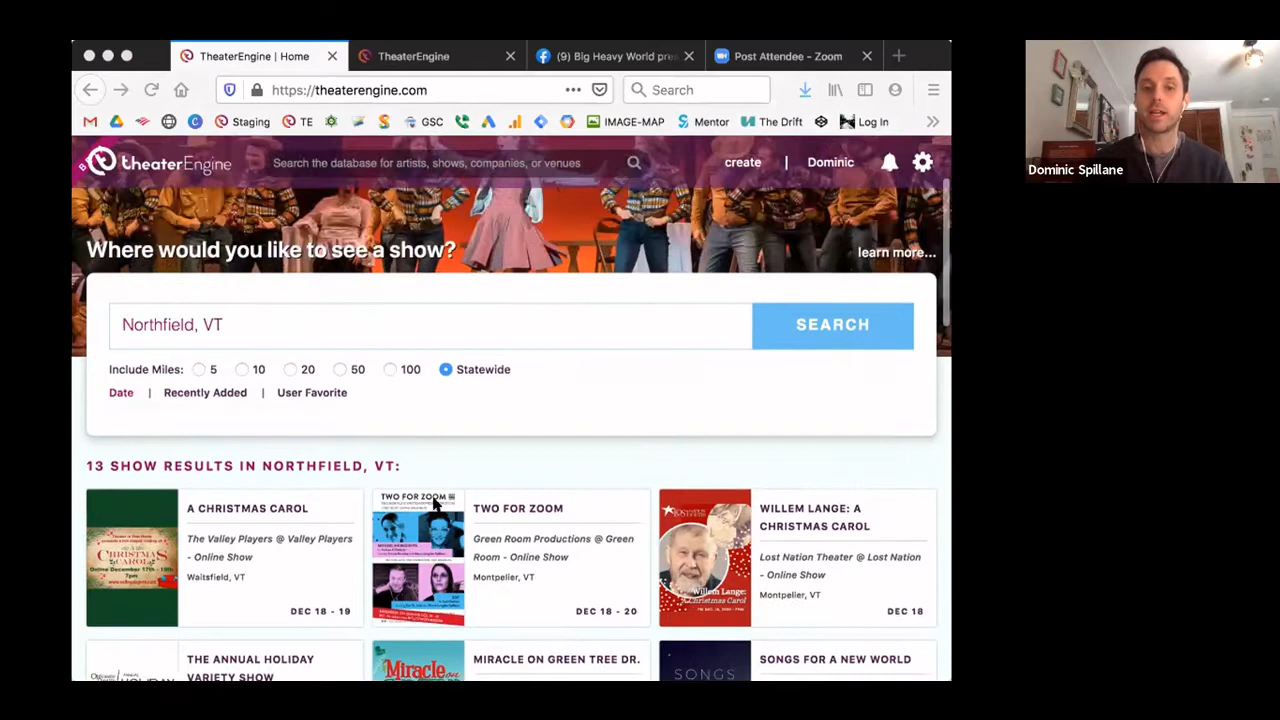 TheaterEngine | Home
TheaterEngine
(9) Big Heavy World pre
Post Attendee - Zoom
https://theaterengine.com
Search
Staging
TE
GSC
IMAGE-MAP
Mentor
The Drift
Log In
theaterEngine
Search the database for artists, shows, companies, or venues
create | Dominic
Where would you like to see a show?
learn more...
Northfield, VT
SEARCH
Include Miles: 5 10 20 50 100 Statewide
Date | Recently Added | User Favorite
13 SHOW RESULTS IN NORTHFIELD, VT:
CHRISTMAS
CAROL
A CHRISTMAS CAROL
The Valley Players @ Valley Players
- Online Show
Waitsfield, VT
DEC 18 - 19
TWO FOR ZOOM
TWO FOR ZOOM
Green Room Productions @ Green
Room - Online Show
Montpelier, VT
DEC 18 - 20
Willem Lange:
A Christmas Carol
WILLEM LANGE: A
CHRISTMAS CAROL
Lost Nation Theater @ Lost Nation
- Online Show
Montpelier, VT
DEC 18
THE ANNUAL HOLIDAY
VARIETY SHOW
Miracle
MIRACLE ON GREEN TREE DR.
SONGS
SONGS FOR A NEW WORLD
Dominic Spillane